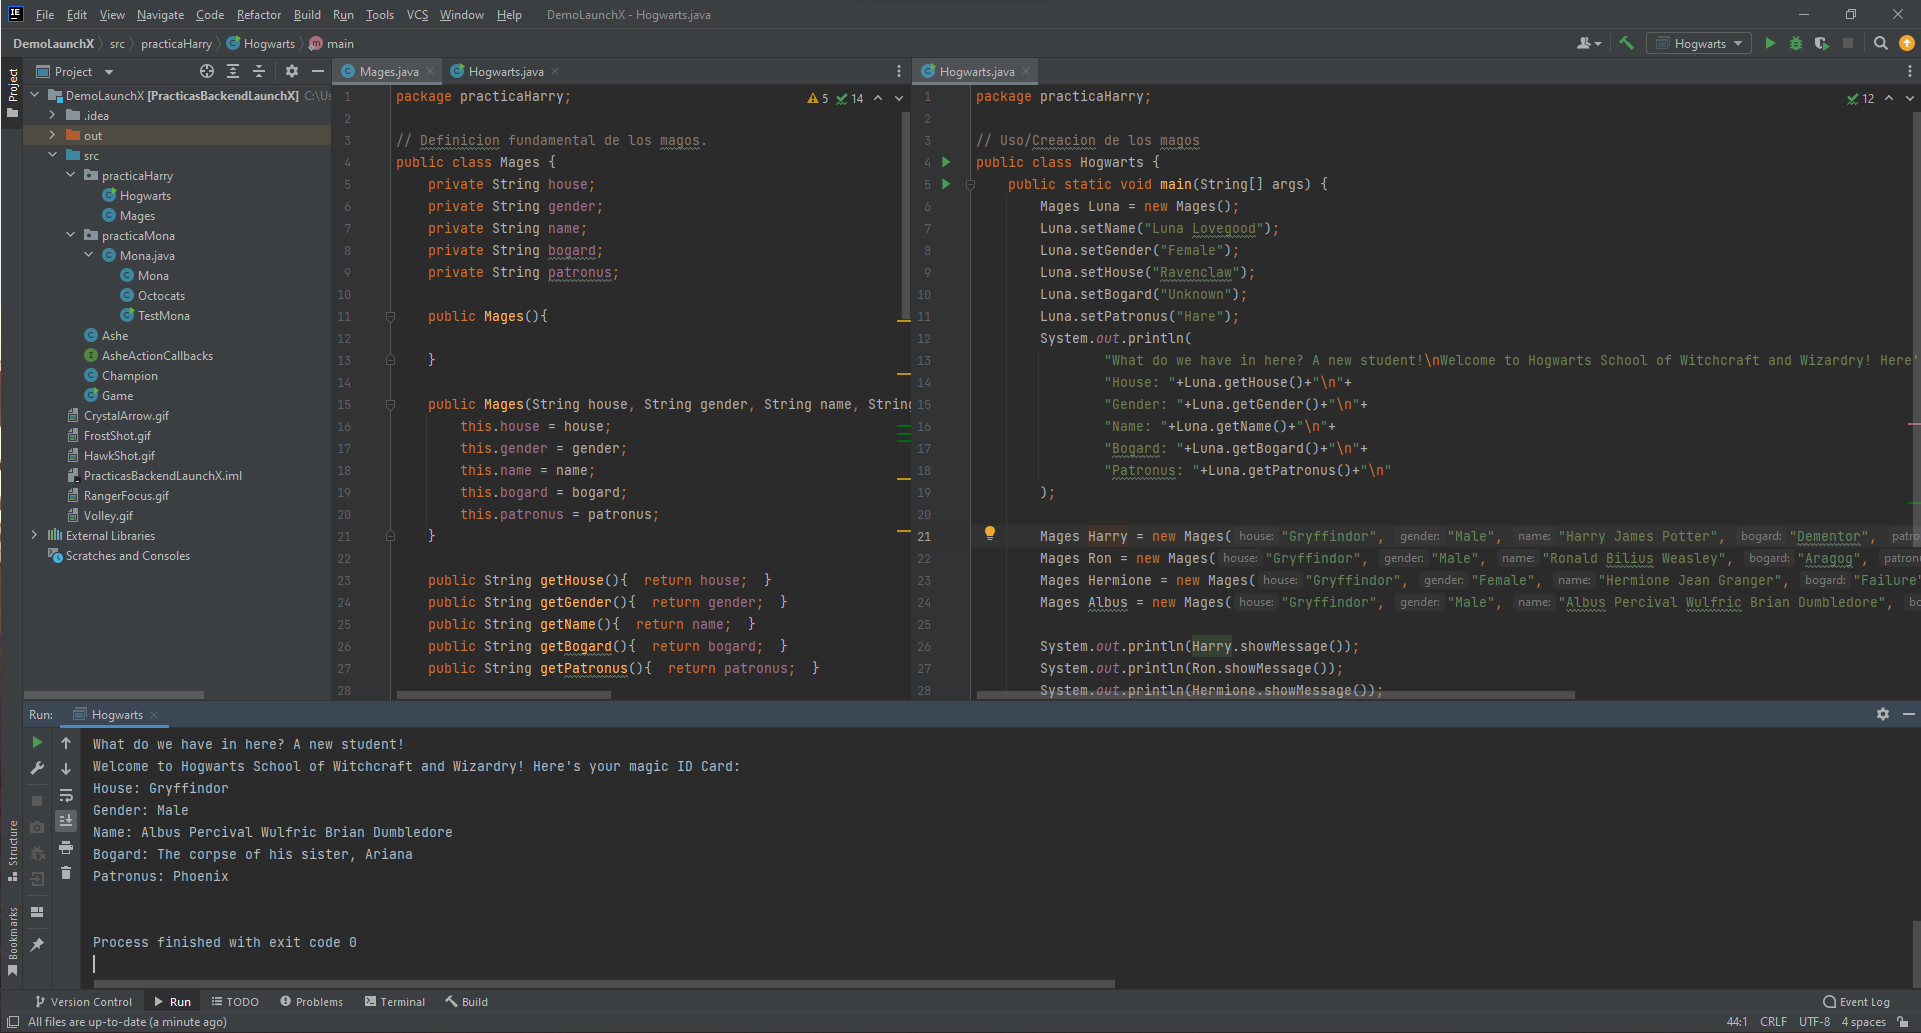 File Edit View Navigate Code Refactor Build Run Tools VCS Window Help DemoLaunchX - Hogwarts.java
DemoLaunchX src practicaHarry Hogwarts main
Hogwarts
Project
Project
DemoLaunchX [PracticasBackendLaunchX] C:\Us
.idea
out
src
practicaHarry
Hogwarts
Mages
practicaMona
Mona.java
Mona
Octocats
TestMona
Ashe
AsheActionCallbacks
Champion
Game
CrystalArrow.gif
FrostShot.gif
HawkShot.gif
PracticasBackendLaunchX.iml
RangerFocus.gif
Volley.gif
External Libraries
Scratches and Consoles
Mages.java Hogwarts.java
5 14
1 package practicaHarry;
2
3 // Definicion fundamental de los magos.
4 public class Mages {
5 private String house;
6 private String gender;
7 private String name;
8 private String bogard;
9 private String patronus;
10
11 public Mages(){
12
13 }
14
15 public Mages(String house, String gender, String name, String
16 this.house = house;
17 this.gender = gender;
18 this.name = name;
19 this.bogard = bogard;
20 this.patronus = patronus;
21 }
22
23 public String getHouse(){ return house; }
24 public String getGender(){ return gender; }
25 public String getName(){ return name; }
26 public String getBogard(){ return bogard; }
27 public String getPatronus(){ return patronus; }
28
Hogwarts.java
12
1 package practicaHarry;
2
3 // Uso/Creacion de los magos
4 public class Hogwarts {
5 public static void main(String[] args) {
6 Mages Luna = new Mages();
7 Luna.setName("Luna Lovegood");
8 Luna.setGender("Female");
9 Luna.setHouse("Ravenclaw");
10 Luna.setBogard("Unknown");
11 Luna.setPatronus("Hare");
12 System.out.println(
13 "What do we have in here? A new student!\nWelcome to Hogwarts School of Witchcraft and Wizardry! Here'
14 "House: "+Luna.getHouse()+"\n"+
15 "Gender: "+Luna.getGender()+"\n"+
16 "Name: "+Luna.getName()+"\n"+
17 "Bogard: "+Luna.getBogard()+"\n"+
18 "Patronus: "+Luna.getPatronus()+"\n"
19 );
20
21 Mages Harry = new Mages( house: "Gryffindor", gender: "Male", name: "Harry James Potter", bogard: "Dementor", patro
22 Mages Ron = new Mages( house: "Gryffindor", gender: "Male", name: "Ronald Bilius Weasley", bogard: "Aragog", patron
23 Mages Hermione = new Mages( house: "Gryffindor", gender: "Female", name: "Hermione Jean Granger", bogard: "Failure"
24 Mages Albus = new Mages( house: "Gryffindor", gender: "Male", name: "Albus Percival Wulfric Brian Dumbledore", bo
25
26 System.out.println(Harry.showMessage());
27 System.out.println(Ron.showMessage());
28 System.out.println(Hermione.showMessage());
Run: Hogwarts
What do we have in here? A new student!
Welcome to Hogwarts School of Witchcraft and Wizardry! Here's your magic ID Card:
House: Gryffindor
Gender: Male
Name: Albus Percival Wulfric Brian Dumbledore
Bogard: The corpse of his sister, Ariana
Patronus: Phoenix
Process finished with exit code 0
Structure
Bookmarks
Version Control Run TODO Problems Terminal Build Event Log
All files are up-to-date (a minute ago) 44:1 CRLF UTF-8 4 spaces